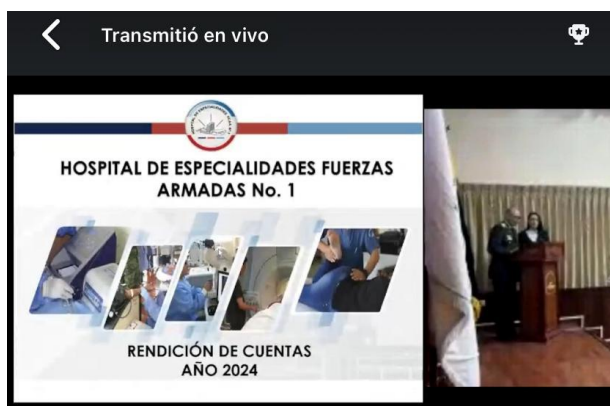 Transmitió en vivo
HOSPITAL DE ESPECIALIDADES FUERZAS
ARMADAS No. 1
RENDICIÓN DE CUENTAS
AÑO 2024